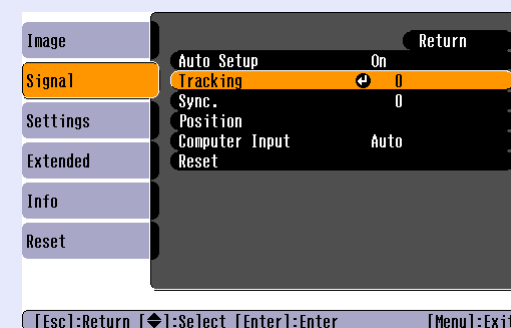 Image
Signal
Settings
Extended
Info
Reset
Return
Auto Setup On
Tracking 0
Sync. 0
Position
Computer Input Auto
Reset
[Esc]:Return [◆]:Select [Enter]:Enter [Menu]:Exit